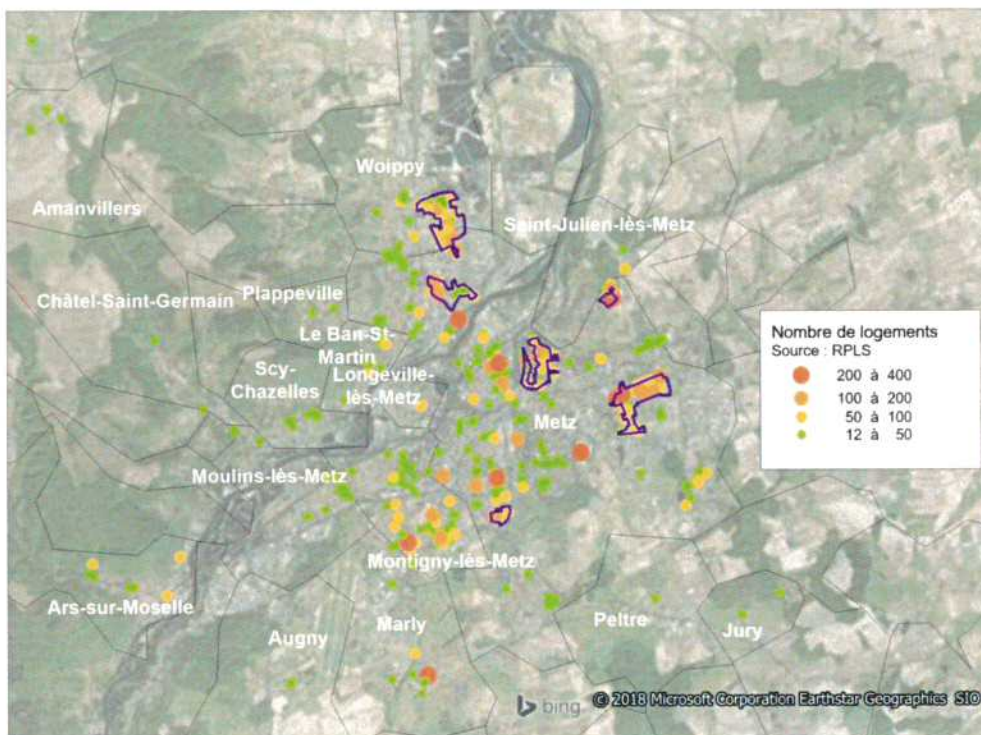 Woippy
Amanvillers
Saint-Julien-lès-Metz
Châtel-Saint-Germain
Plappeville
Le Ban-St-
Martin
Scy-
Chazelles
Longeville-
lès-Metz
Metz
Moulins-lès-Metz
Montigny-lès-Metz
Ars-sur-Moselle
Augny
Marly
Peltre
Jury
Nombre de logements
Source : RPLS
200 à 400
100 à 200
50 à 100
12 à 50
bing
© 2018 Microsoft Corporation Earthstar Geographics SIO